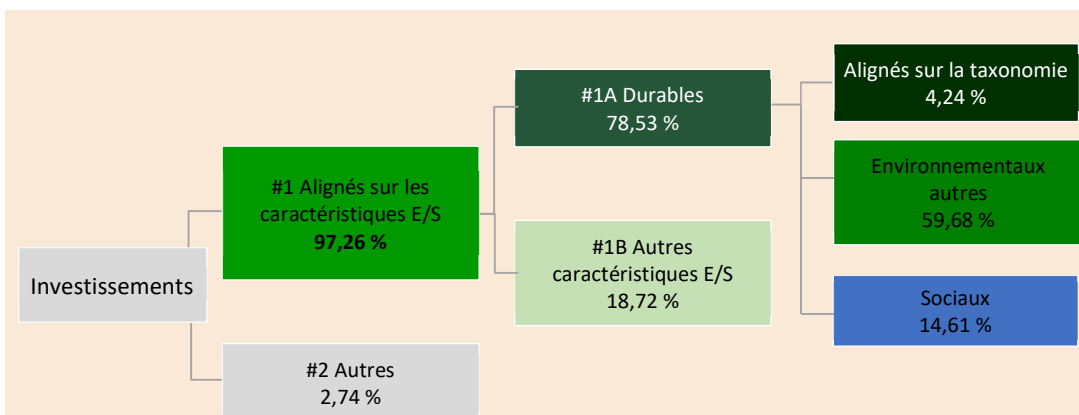 Investissements
#1 Alignés sur les
caractéristiques E/S
97,26 %
#2 Autres
2,74 %
#1A Durables
78,53 %
#1B Autres
caractéristiques E/S
18,72 %
Alignés sur la taxonomie
4,24 %
Environnementaux
autres
59,68 %
Sociaux
14,61 %